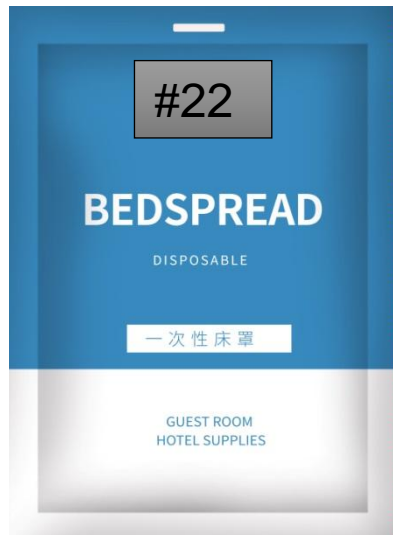 #22
BEDSPREAD
DISPOSABLE
一次性床罩
GUEST ROOM
HOTEL SUPPLIES